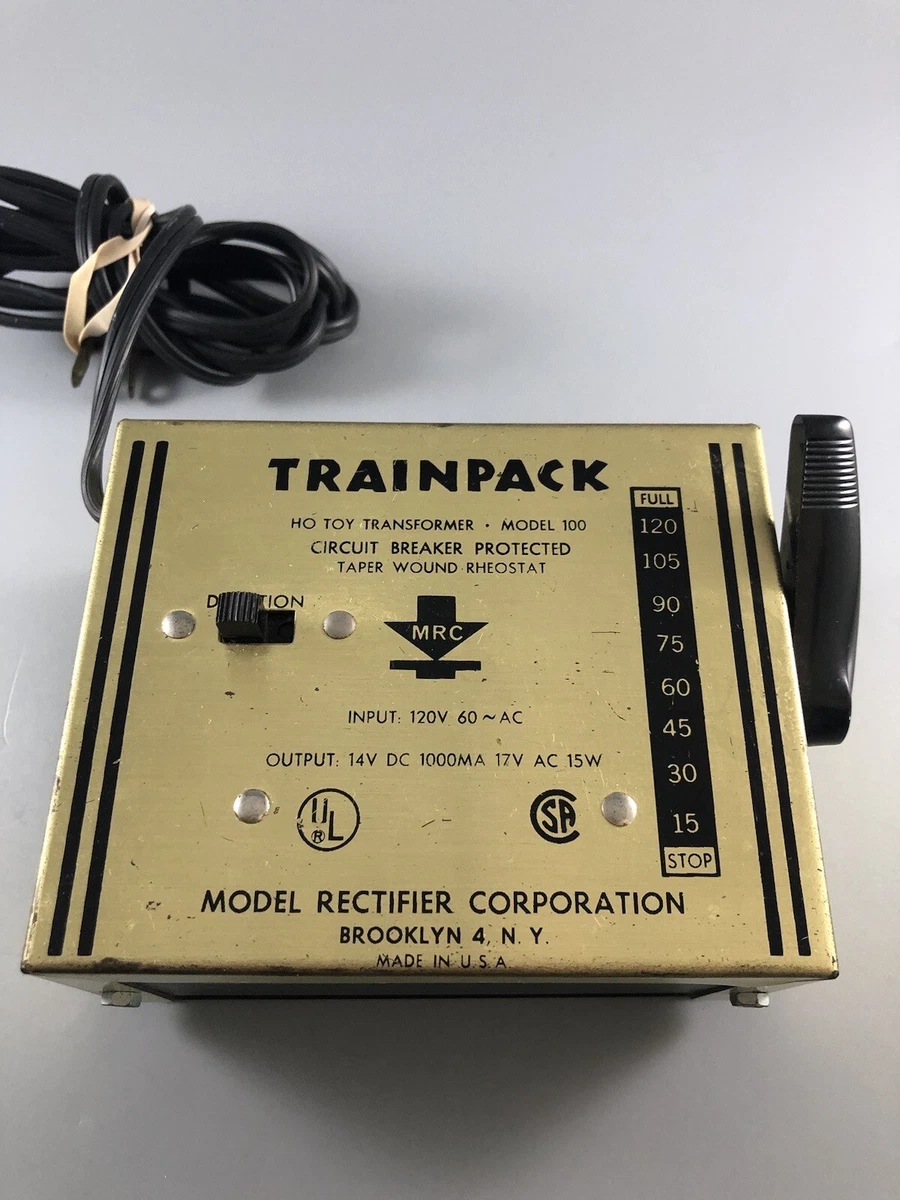 TRAINPACK
HO TOY TRANSFORMER • MODEL 100
CIRCUIT BREAKER PROTECTED
TAPER WOUND RHEOSTAT
MRC
INPUT: 120V 60~AC
OUTPUT: 14V DC 1000MA 17V AC 15W
UL
®
SA
MODEL RECTIFIER CORPORATION
BROOKLYN 4, N. Y.
MADE IN U.S.A
FULL
120
105
90
75
60
45
30
15
STOP